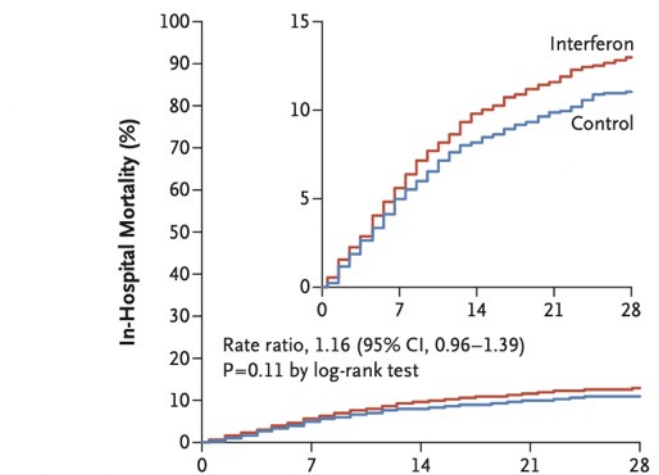 In-Hospital Mortality (%)
100
90
80
70
60
50
40
30
20
10
0
0 7 14 21 28
15
10
5
0
0 7 14 21 28
Interferon
Control
Rate ratio, 1.16 (95% CI, 0.96–1.39)
P=0.11 by log-rank test